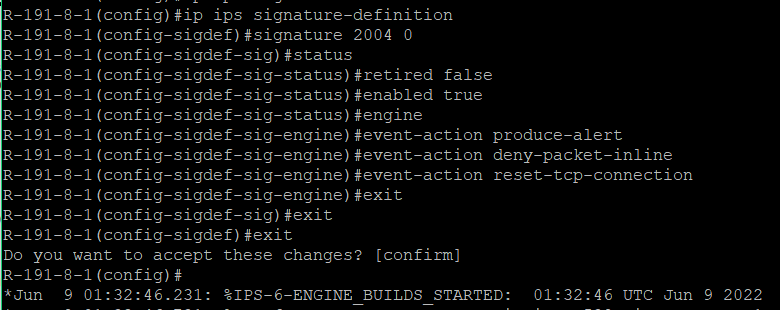 R-191-8-1(config)#ip ips signature-definition
R-191-8-1(config-sigdef)#signature 2004 0
R-191-8-1(config-sigdef-sig)#status
R-191-8-1(config-sigdef-sig-status)#retired false
R-191-8-1(config-sigdef-sig-status)#enabled true
R-191-8-1(config-sigdef-sig-status)#engine
R-191-8-1(config-sigdef-sig-engine)#event-action produce-alert
R-191-8-1(config-sigdef-sig-engine)#event-action deny-packet-inline
R-191-8-1(config-sigdef-sig-engine)#event-action reset-tcp-connection
R-191-8-1(config-sigdef-sig-engine)#exit
R-191-8-1(config-sigdef-sig)#exit
R-191-8-1(config-sigdef)#exit
Do you want to accept these changes? [confirm]
R-191-8-1(config)#
*Jun  9 01:32:46.231: %IPS-6-ENGINE_BUILDS_STARTED:  01:32:46 UTC Jun 9 2022